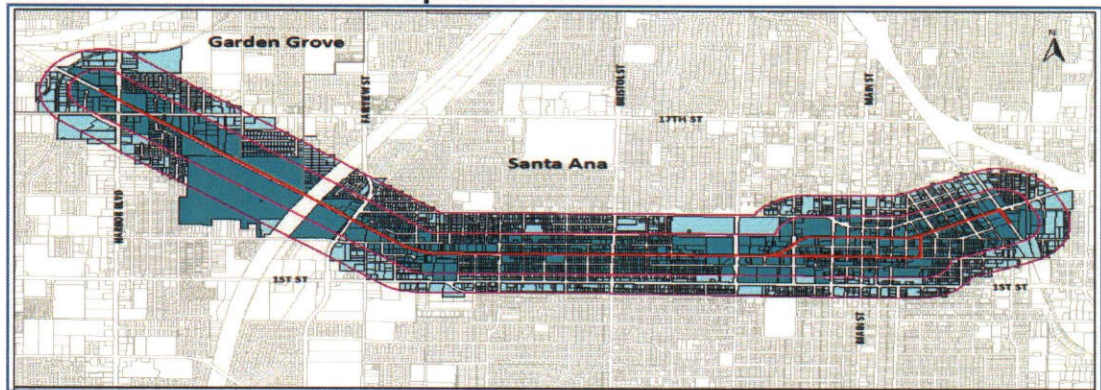 Garden Grove
N
FAIRVIEW ST
BRISTOL ST
MAIN ST
17TH ST
Santa Ana
HARBOR BLVD
1ST ST
1ST ST
MAIN ST